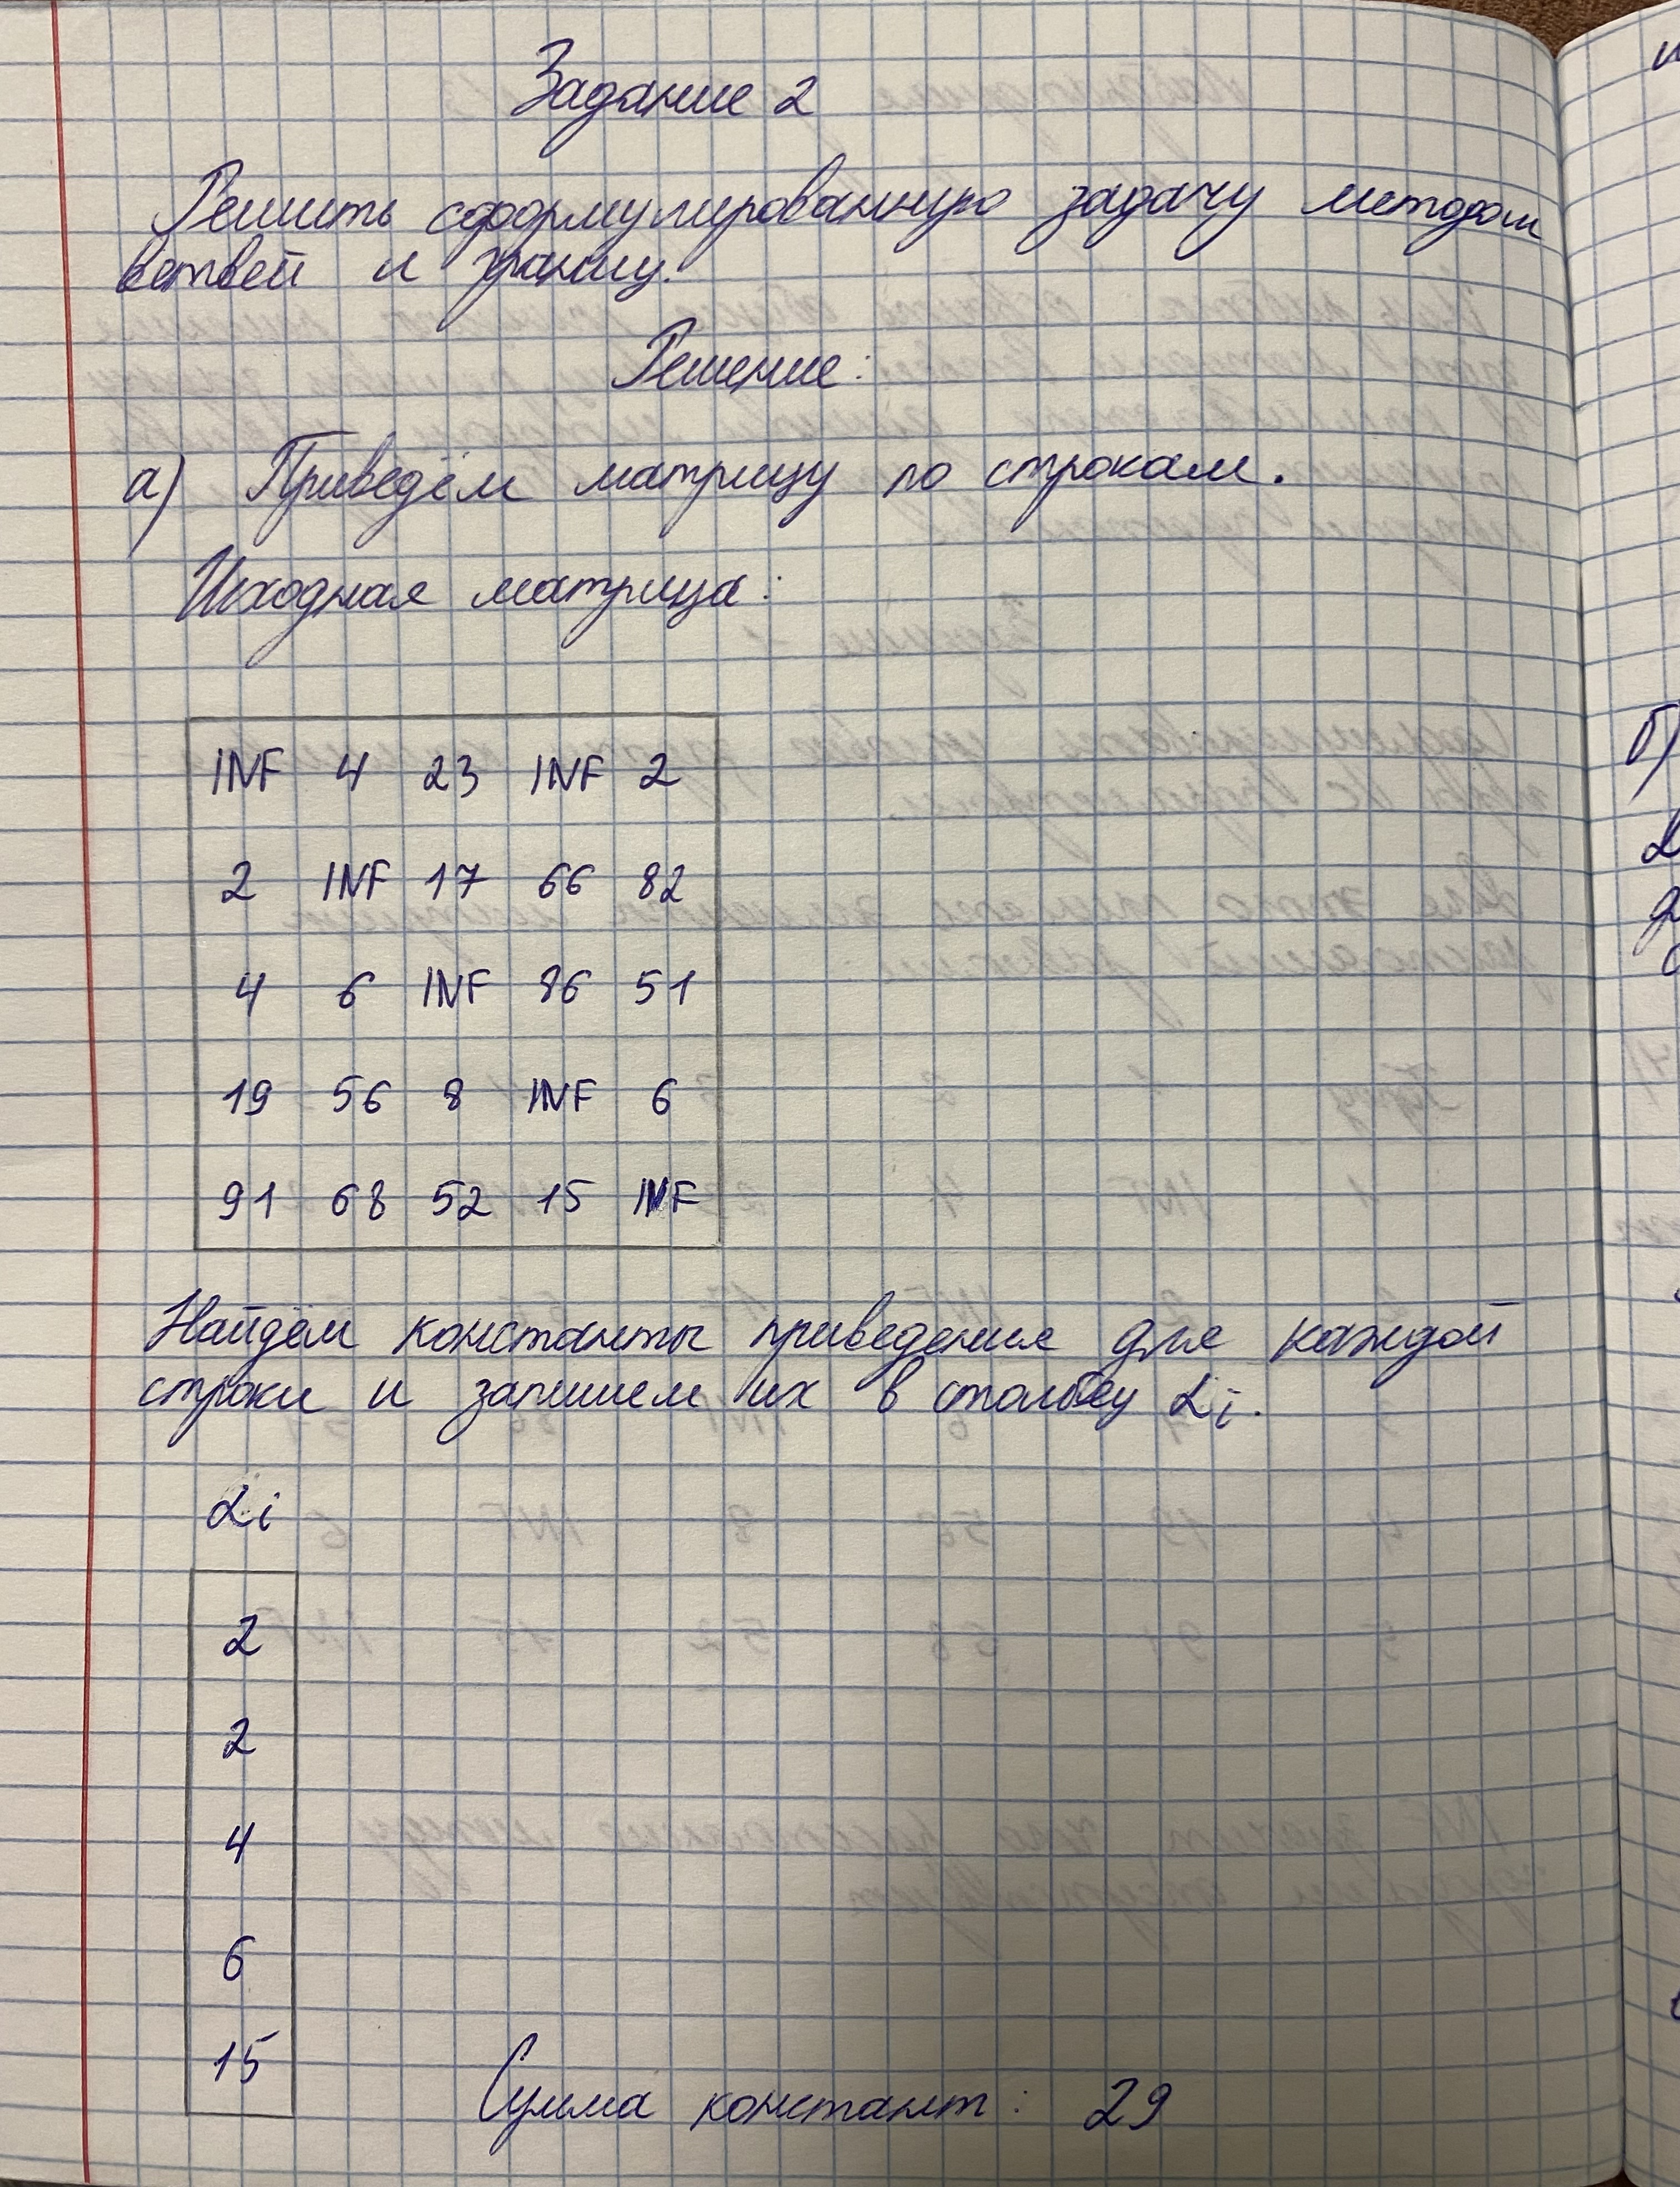 Задание 2
Решить сформулированную задачу методом
ветвей и границ.
Решение:
а) Приведём матрицу по строкам.
Исходная матрица:
INF 4 23 INF 2
2 INF 17 66 82
4 6 INF 86 51
19 56 8 INF 6
91 68 52 15 INF
Найдём константы приведения для каждой
строки и запишем их в столбец αi.
αi
2
2
4
6
15
Сумма констант: 29
б)